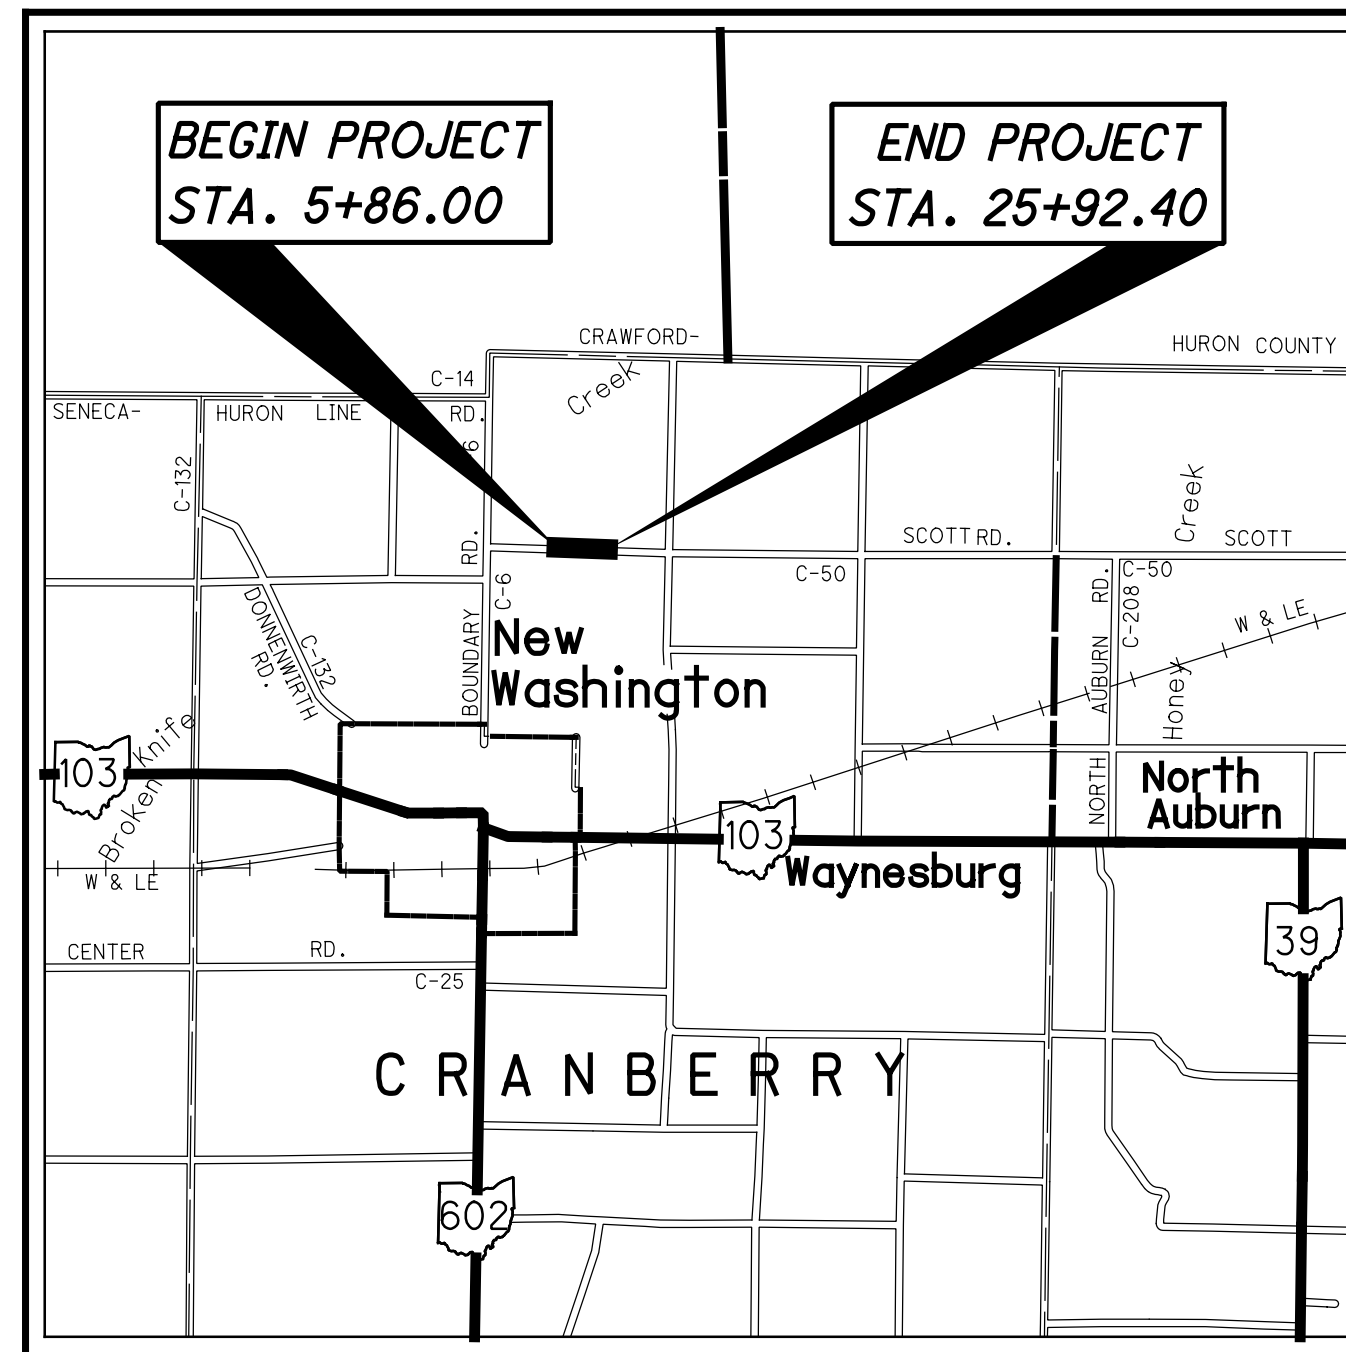 BEGIN PROJECT
STA. 5+86.00
END PROJECT
STA. 25+92.40
CRAWFORD-
HURON COUNTY
C-14
Creek
SENECA-
HURON
LINE
RD.
6
C-132
Creek
RD.
SCOTT RD.
SCOTT
C-50
C-50
C-6
RD.
C-208
DONNENWIRTH
RD.
C-132
BOUNDARY
New
Washington
AUBURN
W & LE
Honey
Knife
Broken
103
NORTH
North
Auburn
103
Waynesburg
W & LE
CENTER
RD.
C-25
39
CRANBERRY
602